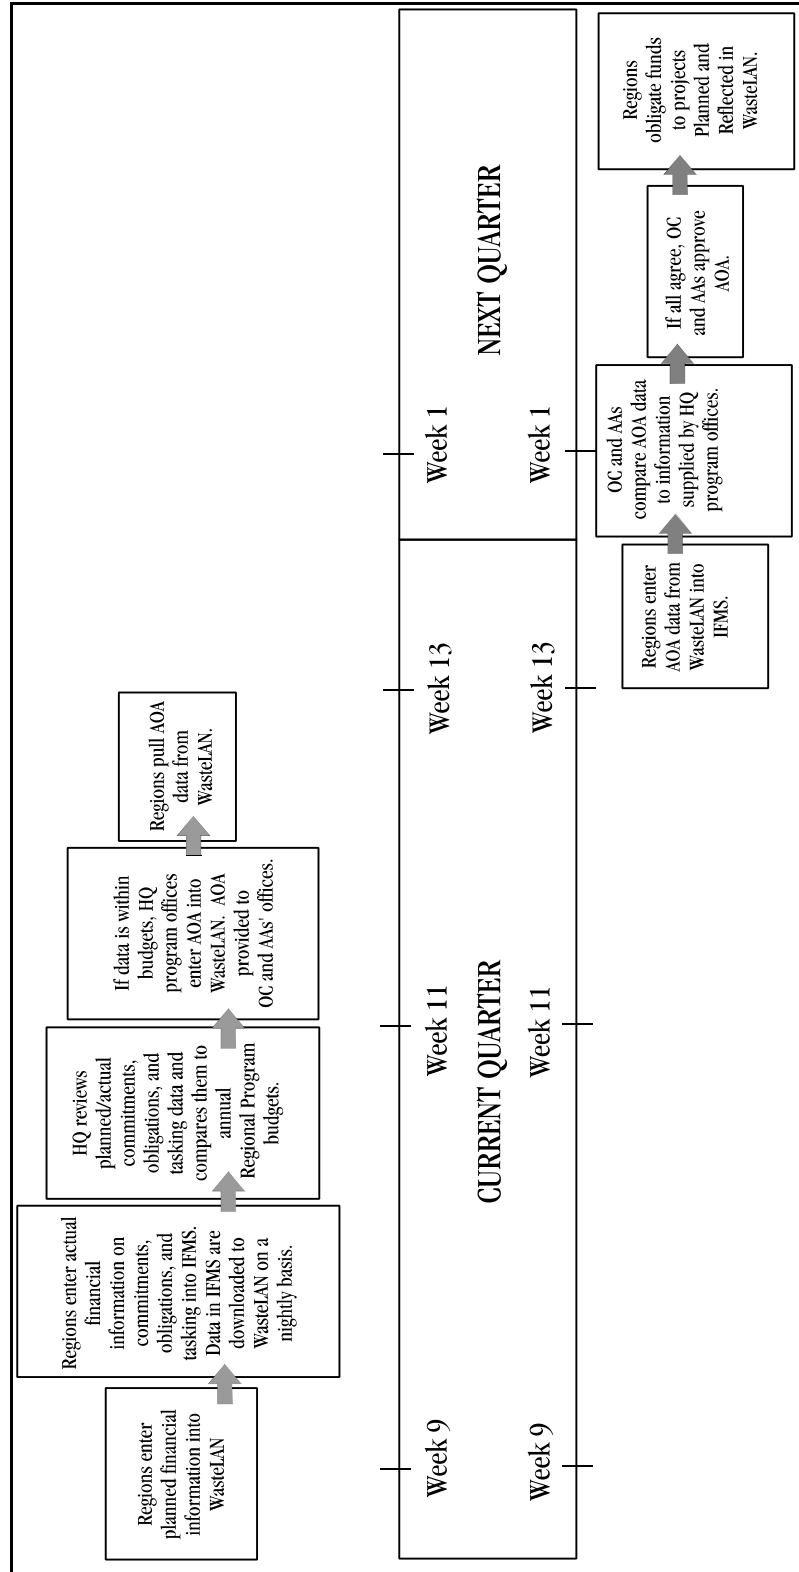 Regions enter
planned financial
information into
WasteLAN
Regions enter actual
financial
information on
commitments,
obligations, and
tasking into IFMS.
Data in IFMS are
downloaded to
WasteLAN on a
nightly basis.
HQ reviews
planned/actual
commitments,
obligations, and
tasking data and
compares them to
annual
Regional Program
budgets.
If data is within
budgets, HQ
program offices
enter AOA into
WasteLAN. AOA
provided to
OC and AAs' offices.
Regions pull AOA
data from
WasteLAN.
Week 9
Week 11
Week 13
Week 1
CURRENT QUARTER
NEXT QUARTER
Week 9
Week 11
Week 13
Week 1
Regions enter
AOA data from
WasteLAN into
IFMS.
OC and AAs
compare AOA data
to information
supplied by HQ
program offices.
If all agree, OC
and AAs approve
AOA.
Regions
obligate funds
to projects
Planned and
Reflected in
WasteLAN.